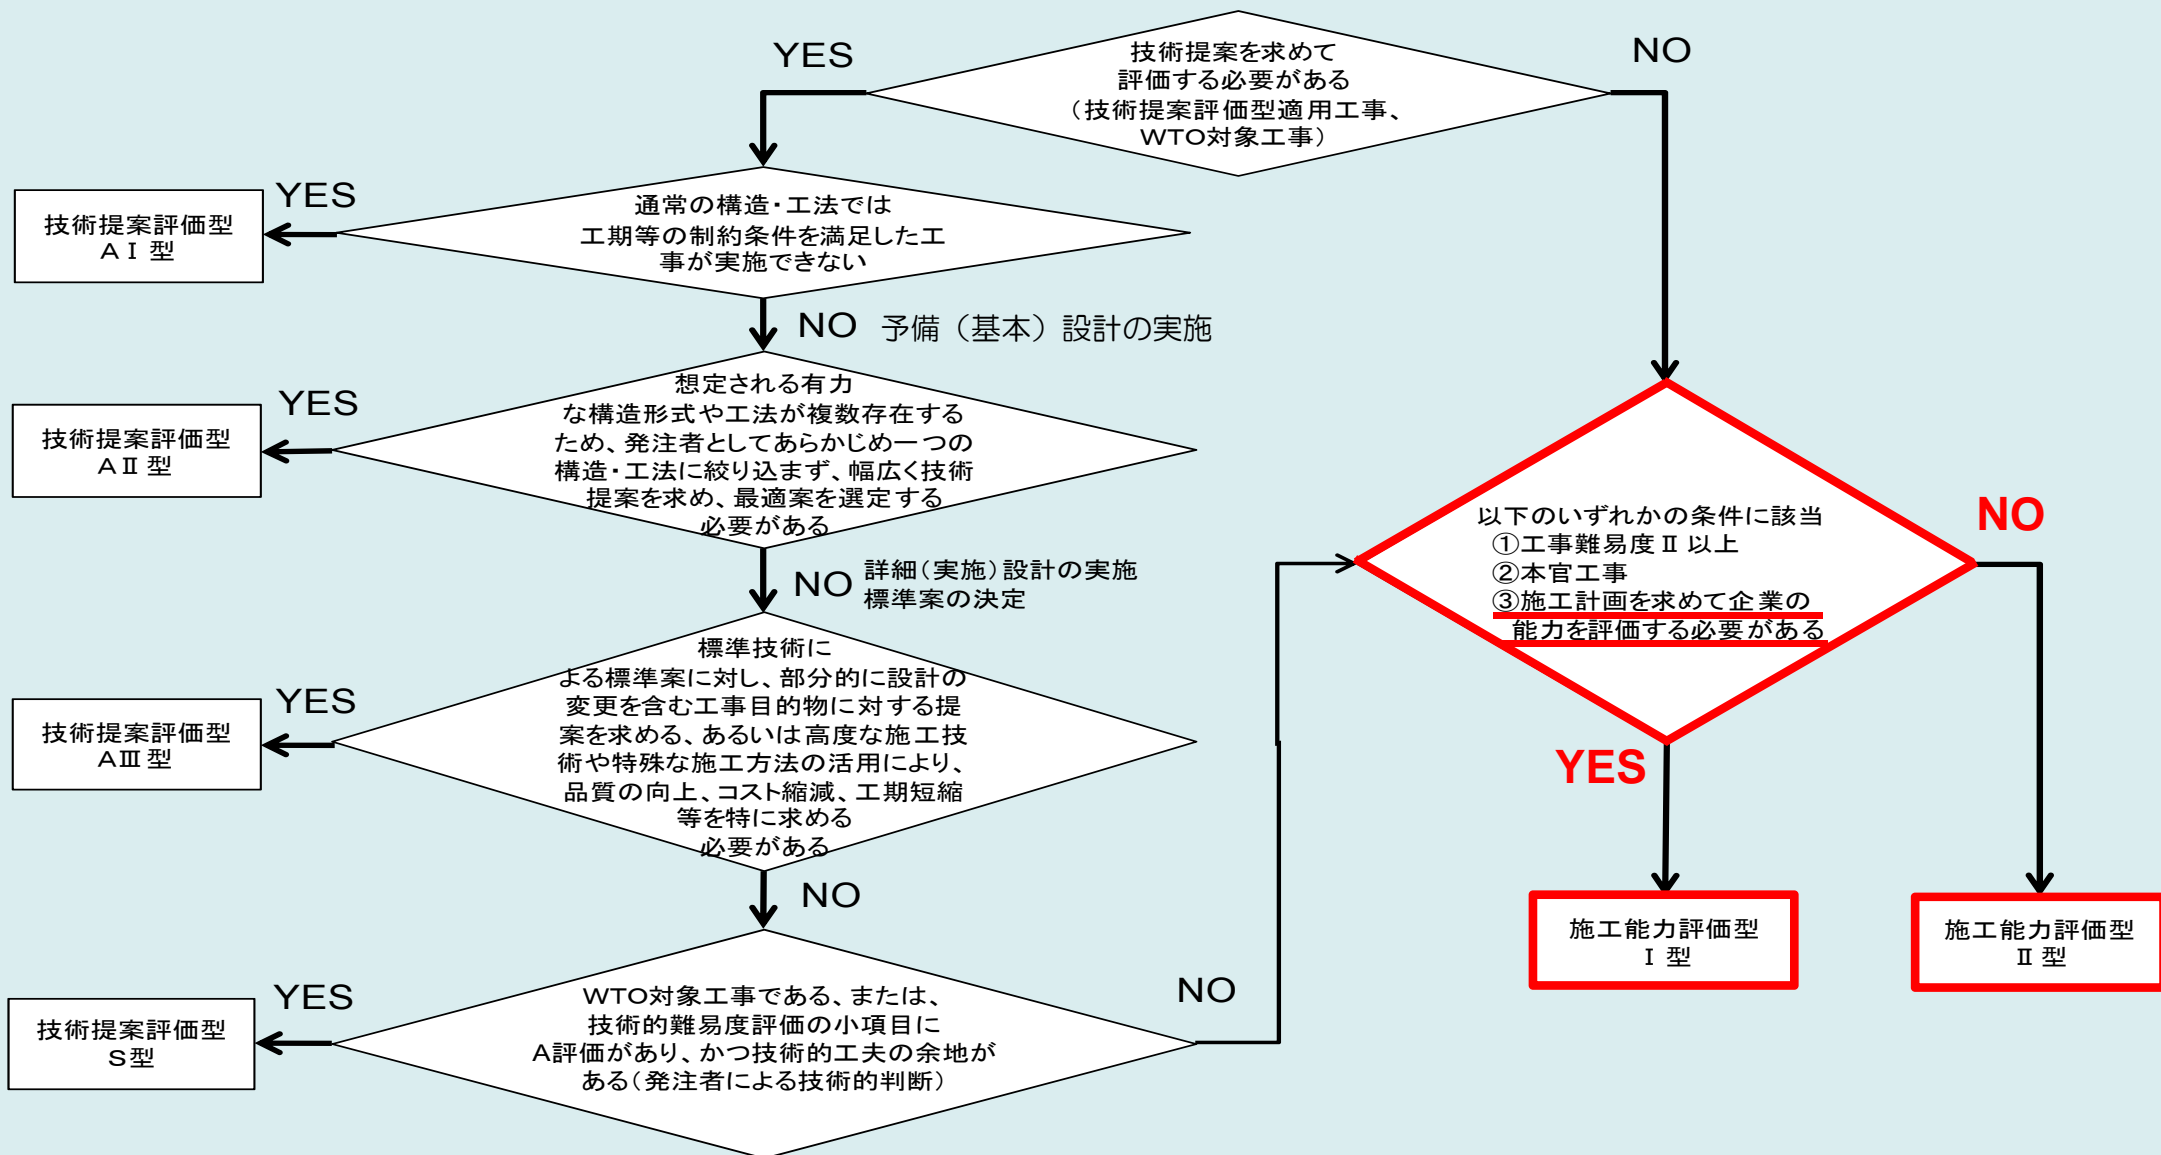 技術提案を求めて
評価する必要がある
（技術提案評価型適用工事、
WTO対象工事）
YES
NO
通常の構造・工法では
工期等の制約条件を満足した工
事が実施できない
YES
技術提案評価型
AⅠ型
NO 予備（基本）設計の実施
想定される有力
な構造形式や工法が複数存在する
ため、発注者としてあらかじめ一つの
構造・工法に絞り込まず、幅広く技術
提案を求め、最適案を選定する
必要がある
YES
技術提案評価型
AⅡ型
NO
詳細（実施）設計の実施
標準案の決定
標準技術に
よる標準案に対し、部分的に設計の
変更を含む工事目的物に対する提
案を求める、あるいは高度な施工技
術や特殊な施工方法の活用により、
品質の向上、コスト縮減、工期短縮
等を特に求める
必要がある
YES
技術提案評価型
AⅢ型
NO
WTO対象工事である、または、
技術的難易度評価の小項目に
A評価があり、かつ技術的工夫の余地が
ある（発注者による技術的判断）
YES
技術提案評価型
S型
NO
以下のいずれかの条件に該当
①工事難易度Ⅱ以上
②本官工事
③施工計画を求めて企業の
能力を評価する必要がある
NO
YES
施工能力評価型
Ⅰ型
施工能力評価型
Ⅱ型